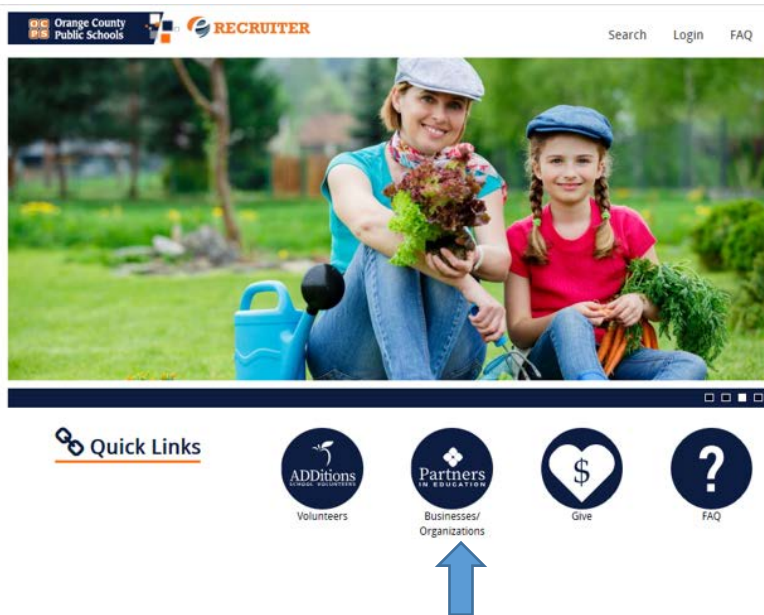 OC PS Orange County Public Schools
e RECRUITER
Search Login FAQ
Quick Links
ADDitions
SCHOOL VOLUNTEERS
Partners
IN EDUCATION
$
?
Volunteers
Businesses/
Organizations
Give
FAQ